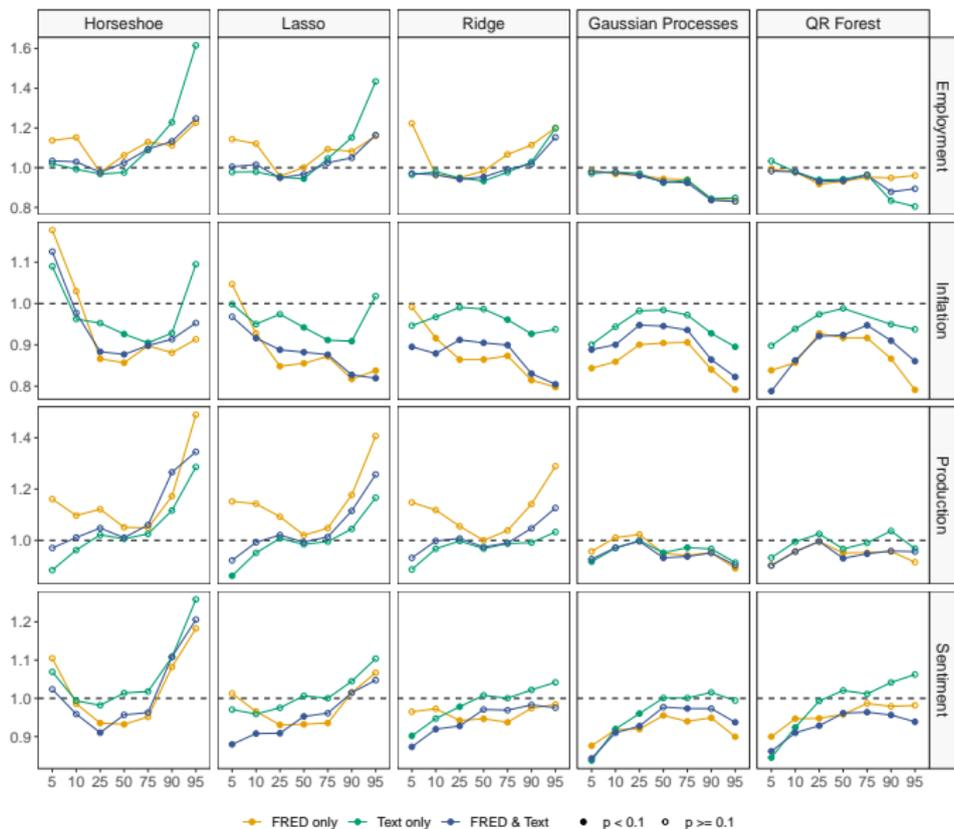 Horseshoe Lasso Ridge Gaussian Processes QR Forest
1.6
1.4
1.2
1.0
0.8
Employment
1.1
1.0
0.9
0.8
Inflation
1.4
1.2
1.0
Production
1.2
1.1
1.0
0.9
Sentiment
5 10 25 50 75 90 95 5 10 25 50 75 90 95 5 10 25 50 75 90 95 5 10 25 50 75 90 95 5 10 25 50 75 90 95
FRED only Text only FRED & Text p < 0.1 p >= 0.1